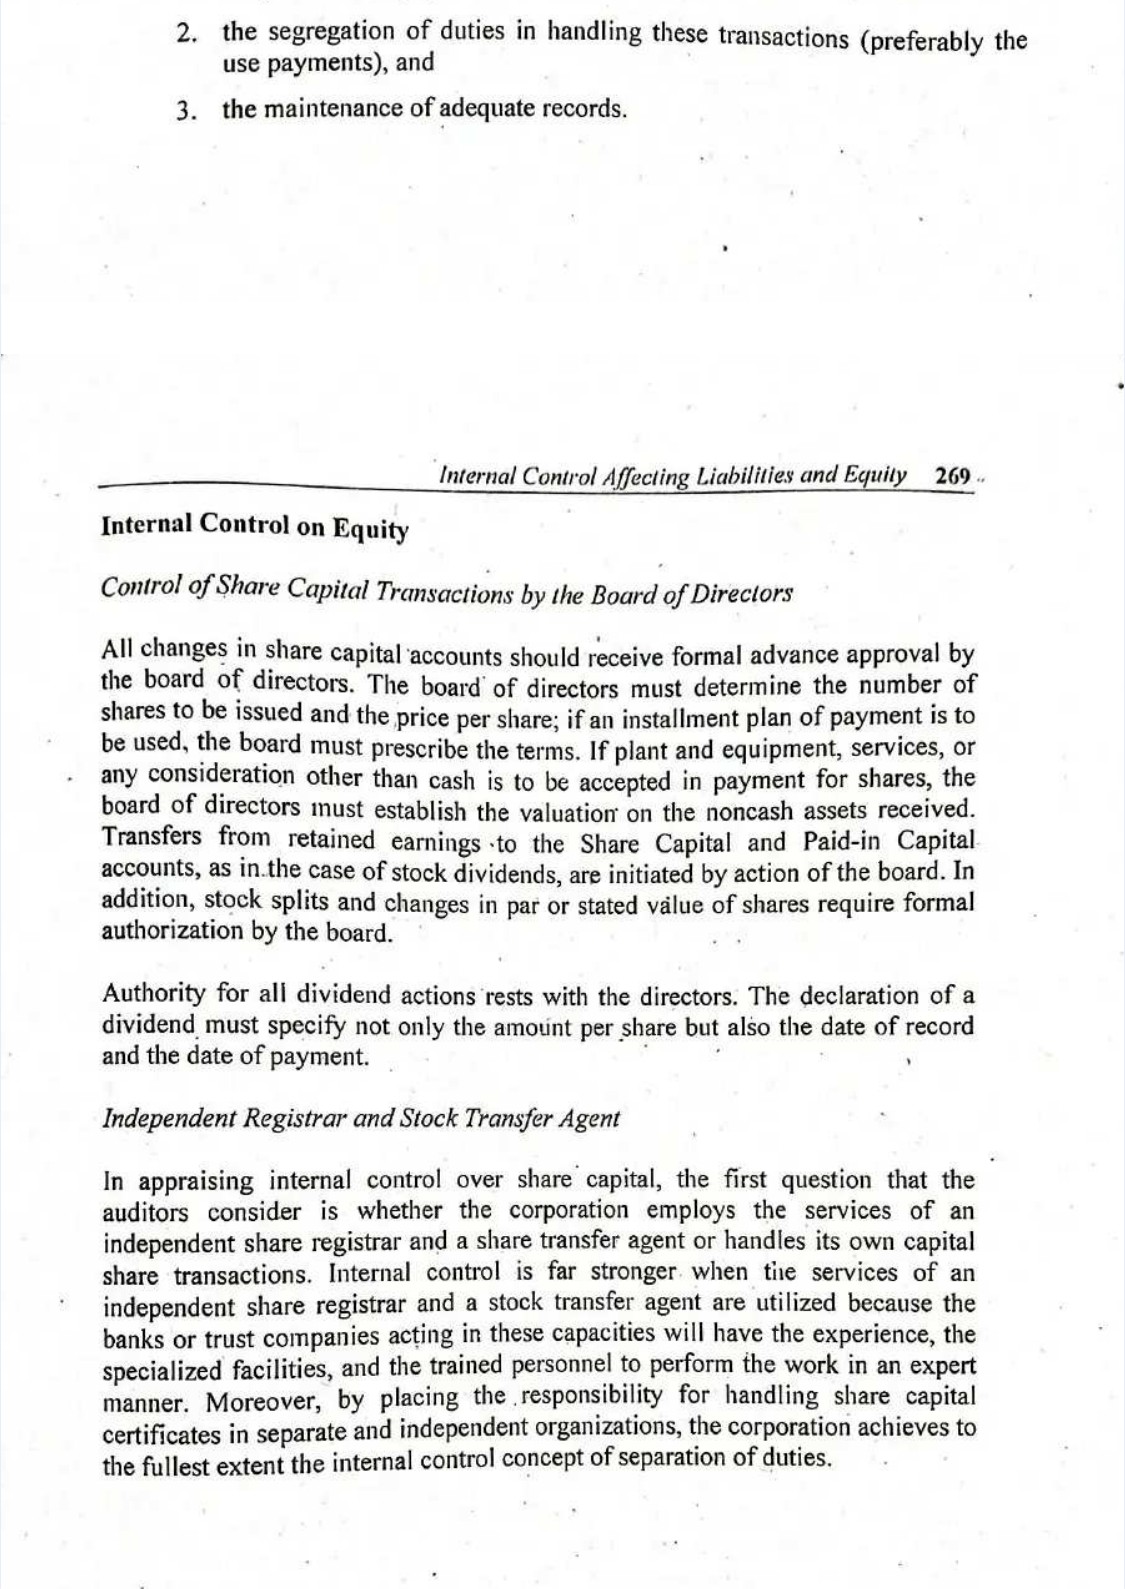 2. the segregation of duties in handling these transactions (preferably the
use payments), and
3. the maintenance of adequate records.
Internal Control Affecting Liabilities and Equity 269
Internal Control on Equity
Control of Share Capital Transactions by the Board of Directors
All changes in share capital accounts should receive formal advance approval by
the board of directors. The board of directors must determine the number of
shares to be issued and the price per share; if an installment plan of payment is to
be used, the board must prescribe the terms. If plant and equipment, services, or
any consideration other than cash is to be accepted in payment for shares, the
board of directors must establish the valuation on the noncash assets received.
Transfers from retained earnings to the Share Capital and Paid-in Capital
accounts, as in the case of stock dividends, are initiated by action of the board. In
addition, stock splits and changes in par or stated value of shares require formal
authorization by the board.
Authority for all dividend actions rests with the directors. The declaration of a
dividend must specify not only the amount per share but also the date of record
and the date of payment.
Independent Registrar and Stock Transfer Agent
In appraising internal control over share capital, the first question that the
auditors consider is whether the corporation employs the services of an
independent share registrar and a share transfer agent or handles its own capital
share transactions. Internal control is far stronger when the services of an
independent share registrar and a stock transfer agent are utilized because the
banks or trust companies acting in these capacities will have the experience, the
specialized facilities, and the trained personnel to perform the work in an expert
manner. Moreover, by placing the responsibility for handling share capital
certificates in separate and independent organizations, the corporation achieves to
the fullest extent the internal control concept of separation of duties.